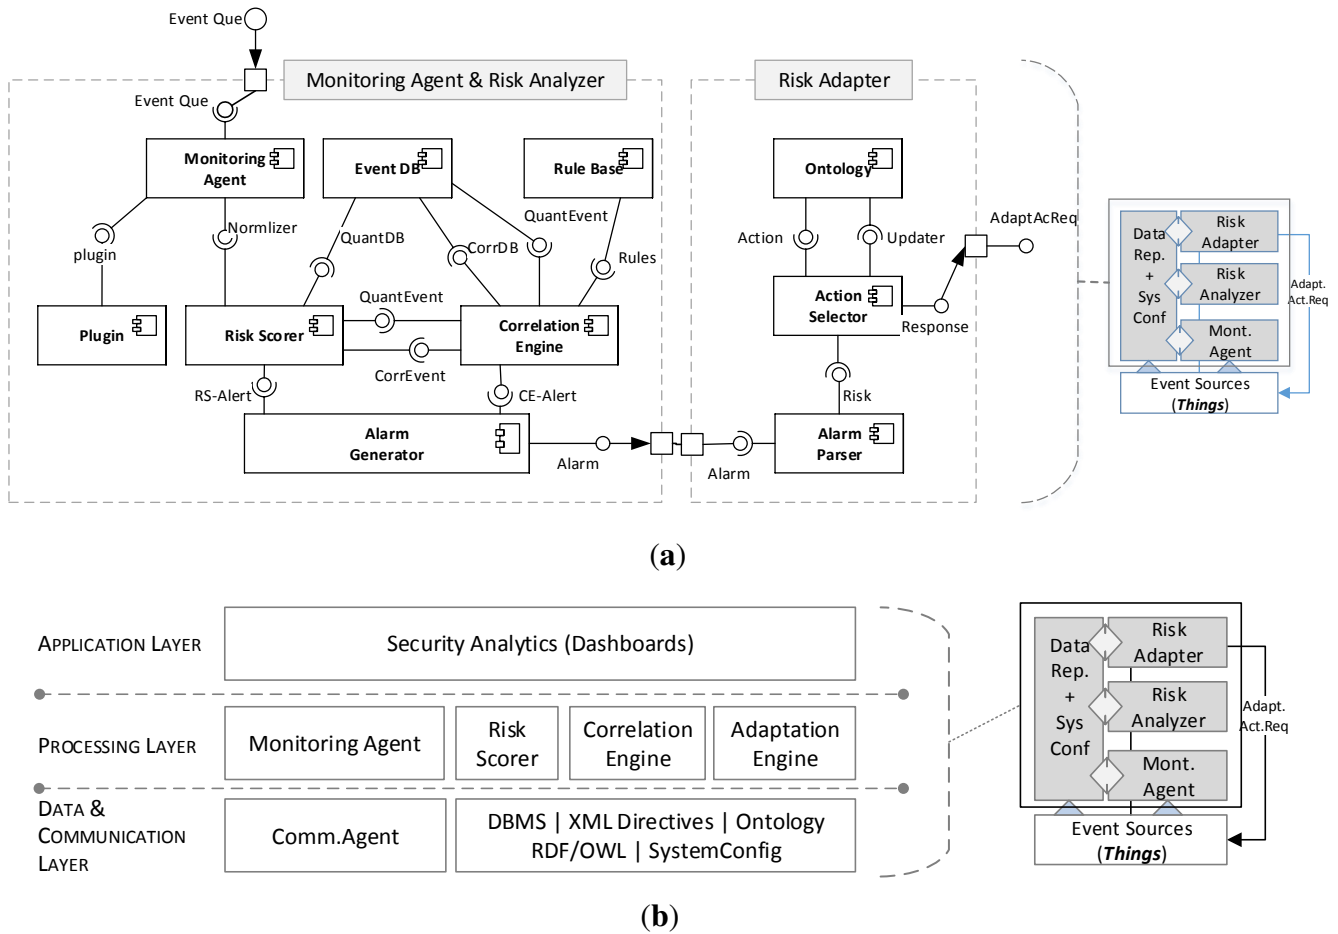 Event Que
Monitoring Agent & Risk Analyzer
Risk Adapter
Event Que
Monitoring
Agent
Event DB
Rule Base
Ontology
plugin
Normlizer
QuantDB
CorrDB
QuantEvent
Rules
Action
Updater
AdaptAcReq
Plugin
Risk Scorer
QuantEvent
CorrEvent
Correlation
Engine
Action
Selector
Response
RS-Alert
CE-Alert
Risk
Alarm
Generator
Alarm
Alarm
Alarm
Parser
Data
Rep.
+
Sys
Conf
Risk
Adapter
Risk
Analyzer
Mont.
Agent
Adapt.
Act.Req
Event Sources
(Things)
(a)
APPLICATION LAYER
Security Analytics (Dashboards)
PROCESSING LAYER
Monitoring Agent
Risk
Scorer
Correlation
Engine
Adaptation
Engine
DATA &
COMMUNICATION
LAYER
Comm.Agent
DBMS | XML Directives | Ontology
RDF/OWL | SystemConfig
Data
Rep.
+
Sys
Conf
Risk
Adapter
Risk
Analyzer
Mont.
Agent
Adapt.
Act.Req
Event Sources
(Things)
(b)